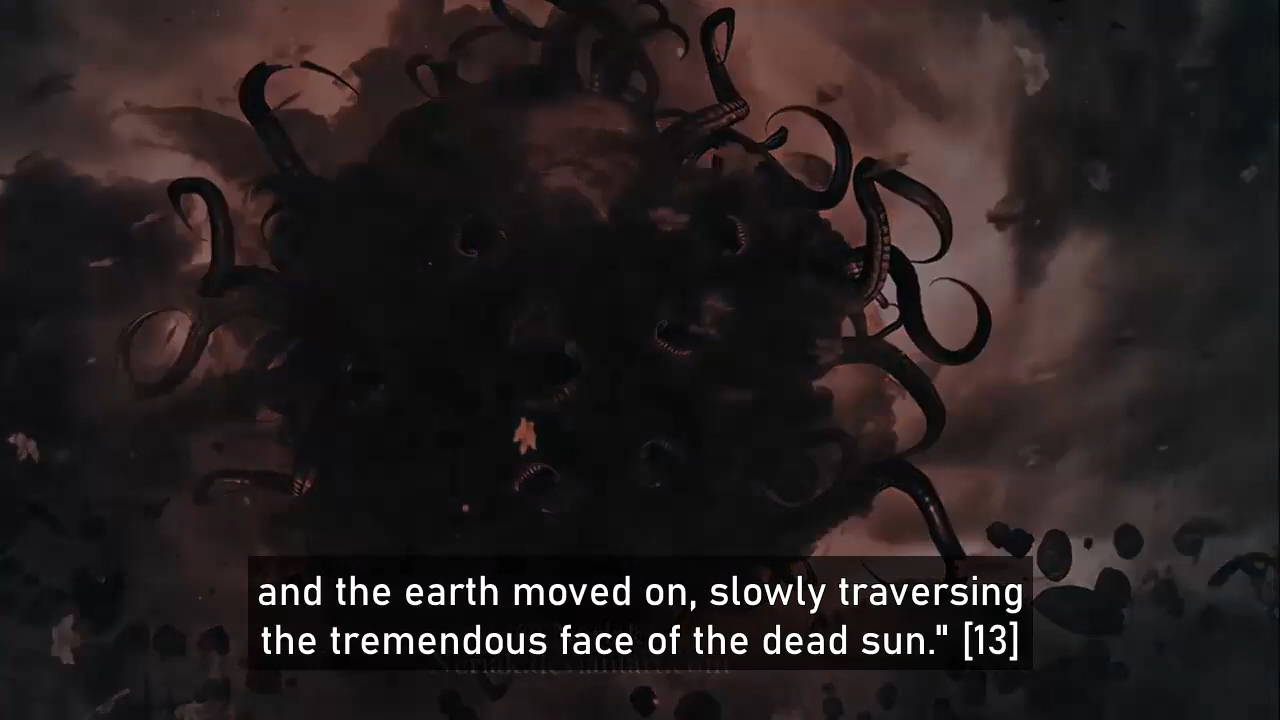 and the earth moved on, slowly traversing
the tremendous face of the dead sun." [13]